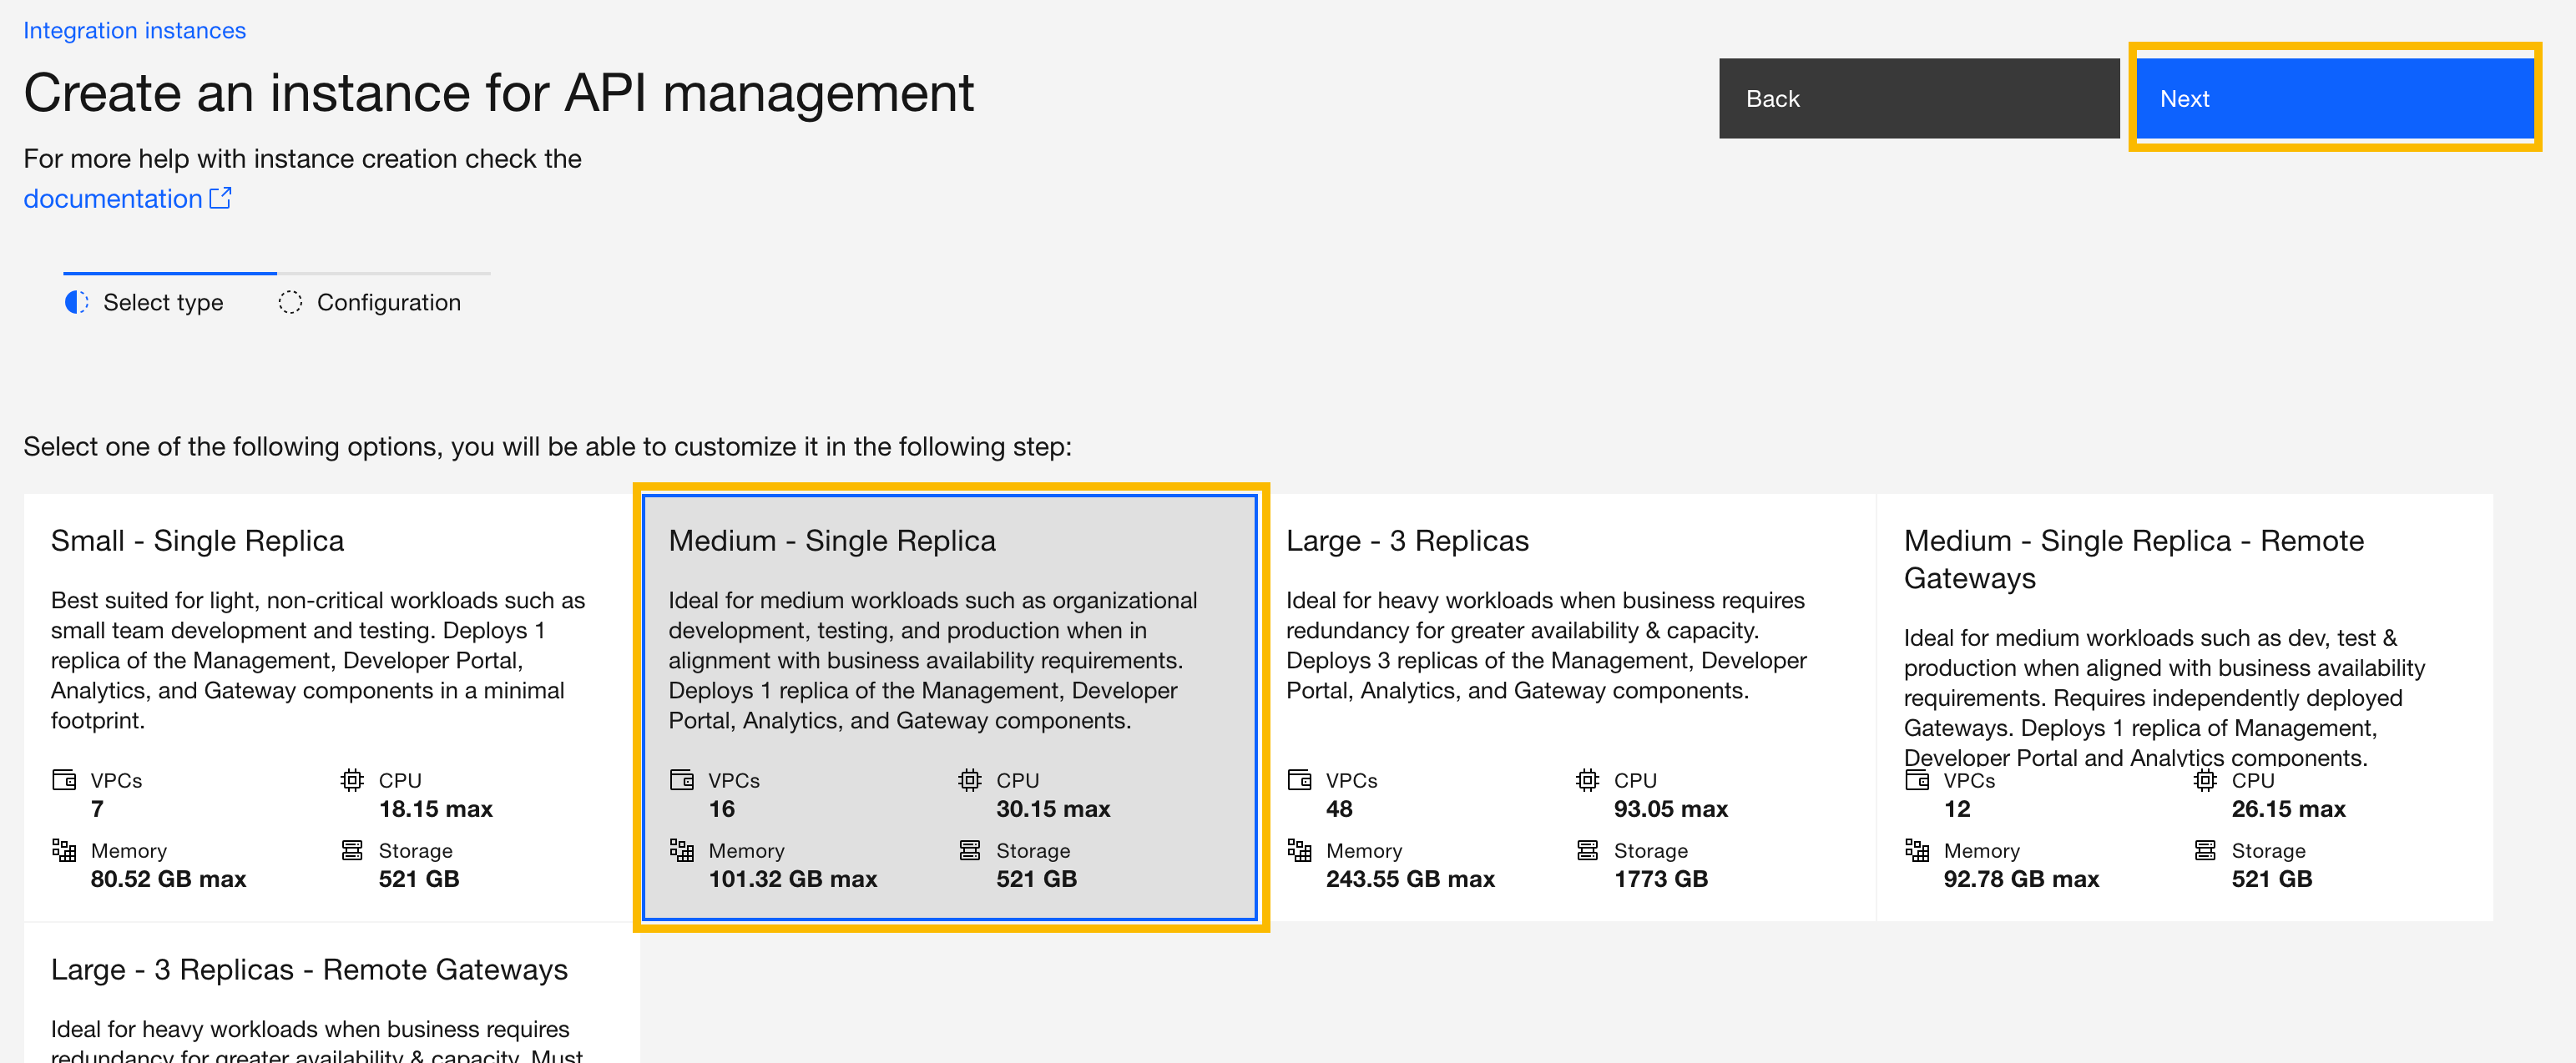 Integration instances
Create an instance for API management
Back
Next
For more help with instance creation check the
documentation
Select type
Configuration
Select one of the following options, you will be able to customize it in the following step:
Small - Single Replica
Best suited for light, non-critical workloads such as
small team development and testing. Deploys 1
replica of the Management, Developer Portal,
Analytics, and Gateway components in a minimal
footprint.
VPCs
7
CPU
18.15 max
Memory
80.52 GB max
Storage
521 GB
Medium - Single Replica
Ideal for medium workloads such as organizational
development, testing, and production when in
alignment with business availability requirements.
Deploys 1 replica of the Management, Developer
Portal, Analytics, and Gateway components.
VPCs
16
CPU
30.15 max
Memory
101.32 GB max
Storage
521 GB
Large - 3 Replicas
Ideal for heavy workloads when business requires
redundancy for greater availability & capacity.
Deploys 3 replicas of the Management, Developer
Portal, Analytics, and Gateway components.
VPCs
48
CPU
93.05 max
Memory
243.55 GB max
Storage
1773 GB
Medium - Single Replica - Remote
Gateways
Ideal for medium workloads such as dev, test &
production when aligned with business availability
requirements. Requires independently deployed
Gateways. Deploys 1 replica of Management,
Developer Portal and Analytics components.
VPCs
12
CPU
26.15 max
Memory
92.78 GB max
Storage
521 GB
Large - 3 Replicas - Remote Gateways
Ideal for heavy workloads when business requires
redundancy for greater availability & capacity. Must